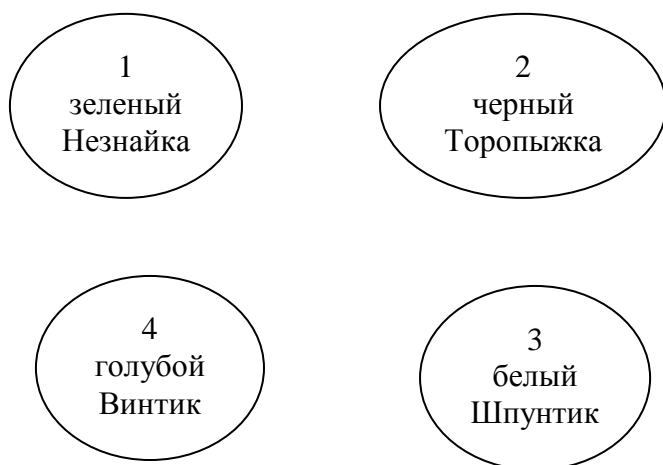 1
зеленый
Незнайка
2
черный
Торопыжка
4
голубой
Винтик
3
белый
Шпунтик